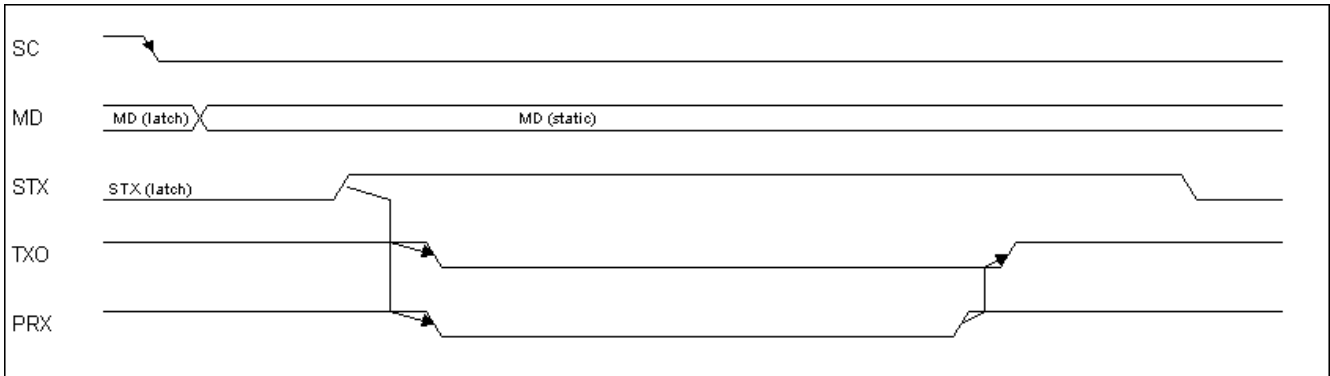 SC
MD MD (latch) MD (static)
STX STX (latch)
TXO
PRX